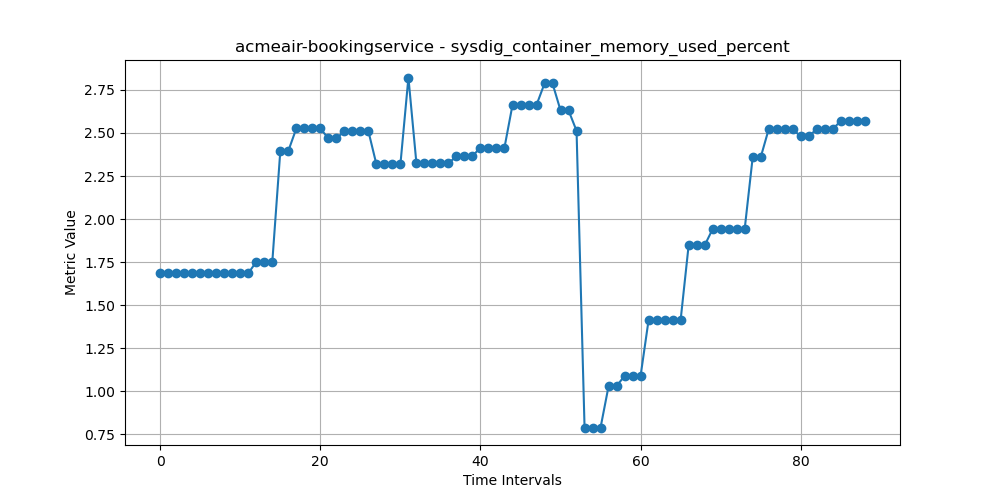 acmeair-bookingservice - sysdig_container_memory_used_percent
Metric Value
2.75
2.50
2.25
2.00
1.75
1.50
1.25
1.00
0.75
0 20 40 60 80
Time Intervals